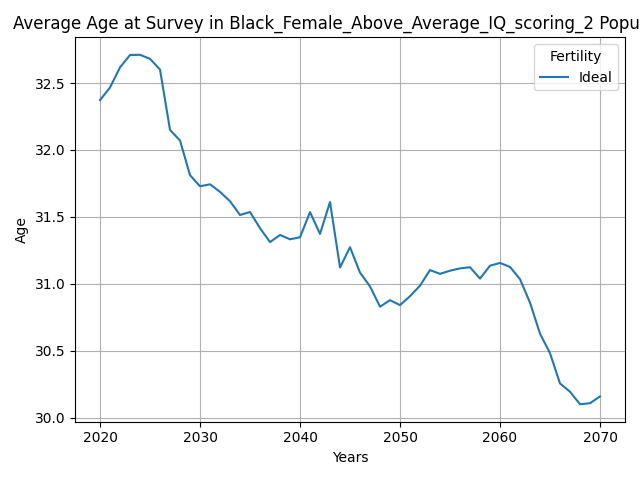 Average Age at Survey in Black_Female_Above_Average_IQ_scoring_2 Popu
Fertility
Ideal
32.5
32.0
31.5
31.0
30.5
30.0
Age
2020 2030 2040 2050 2060 2070
Years